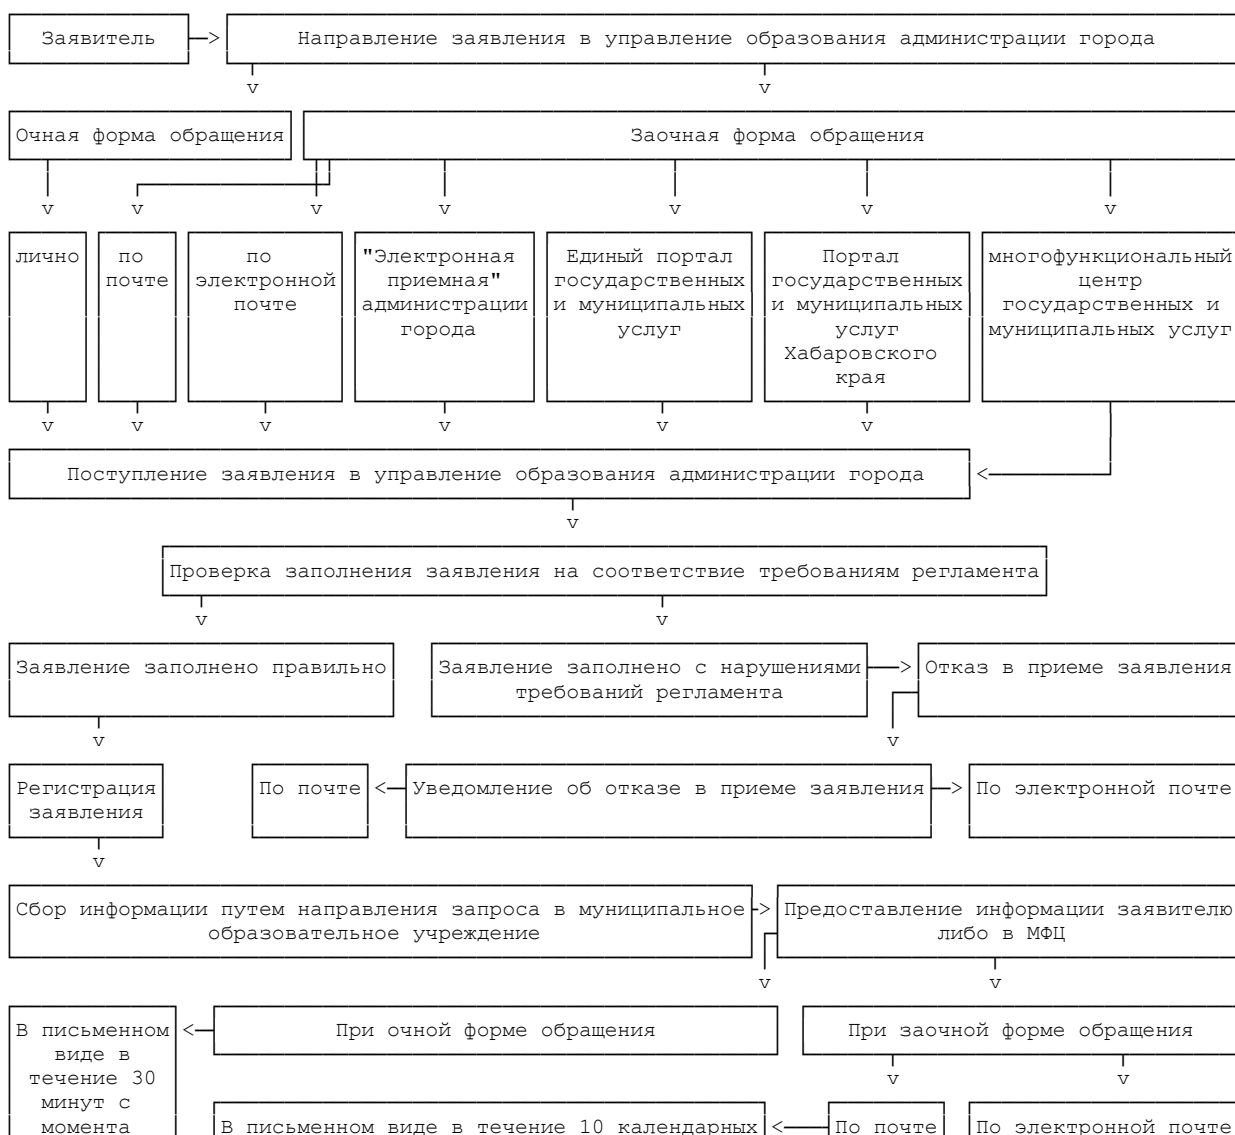 Заявитель
Направление заявления в управление образования администрации города
Очная форма обращения
Заочная форма обращения
лично
по
почте
по
электронной
почте
"Электронная
приемная"
администрации
города
Единый портал
государственных
и муниципальных
услуг
Портал
государственных
и муниципальных
услуг
Хабаровского
края
многофункциональный
центр
государственных и
муниципальных услуг
Поступление заявления в управление образования администрации города
Проверка заполнения заявления на соответствие требованиям регламента
Заявление заполнено правильно
Заявление заполнено с нарушениями
требований регламента
Отказ в приеме заявления
Регистрация
заявления
По почте
Уведомление об отказе в приеме заявления
По электронной почте
Сбор информации путем направления запроса в муниципальное
образовательное учреждение
Предоставление информации заявителю
либо в МФЦ
В письменном
виде в
течение 30
минут с
момента
При очной форме обращения
При заочной форме обращения
В письменном виде в течение 10 календарных
По почте
По электронной почте